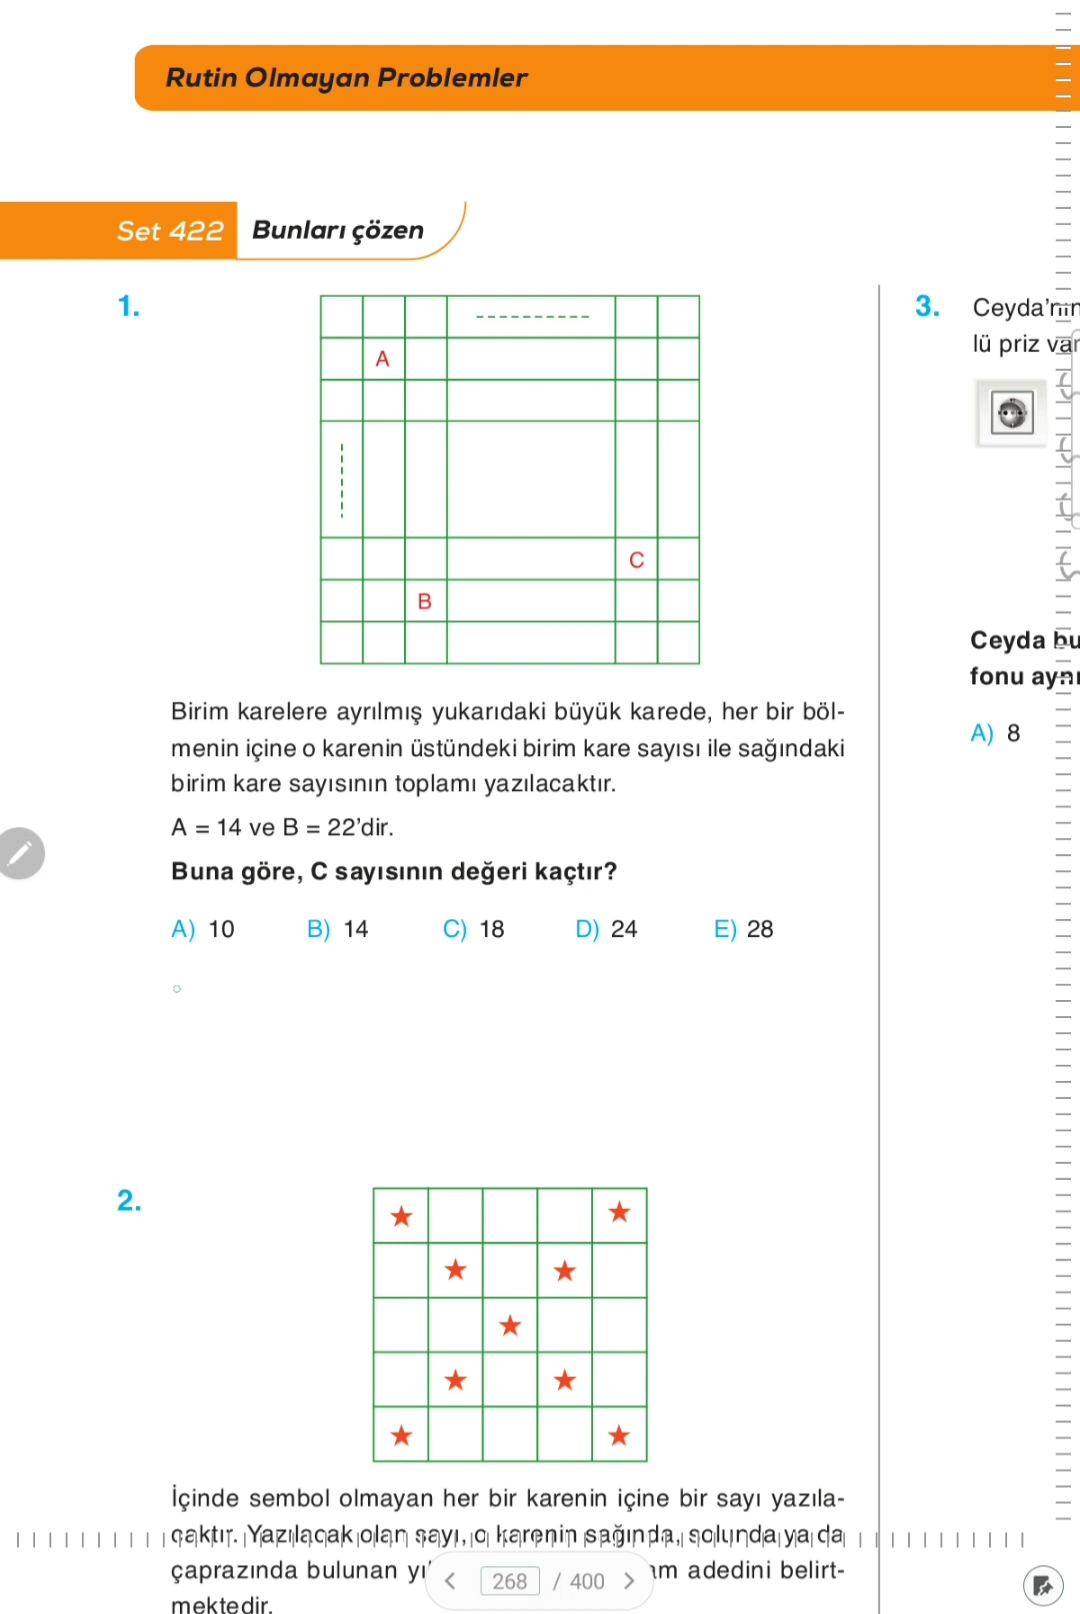 Rutin Olmayan Problemler
Set 422 Bunları çözen
1.
A
C
B
Birim karelere ayrılmış yukarıdaki büyük karede, her bir böl-
menin içine o karenin üstündeki birim kare sayısı ile sağındaki
birim kare sayısının toplamı yazılacaktır.
A = 14 ve B = 22'dir.
Buna göre, C sayısının değeri kaçtır?
A) 10 B) 14 C) 18 D) 24 E) 28
2.
İçinde sembol olmayan her bir karenin içine bir sayı yazıla-
caktır. Yazılacak olan sayı, o karenin sağında, solunda ya da
çaprazında bulunan adedini belirt-
mektedir.
3. Ceyda'nın
lü priz
Ceyda
fonu
A) 8
268 / 400